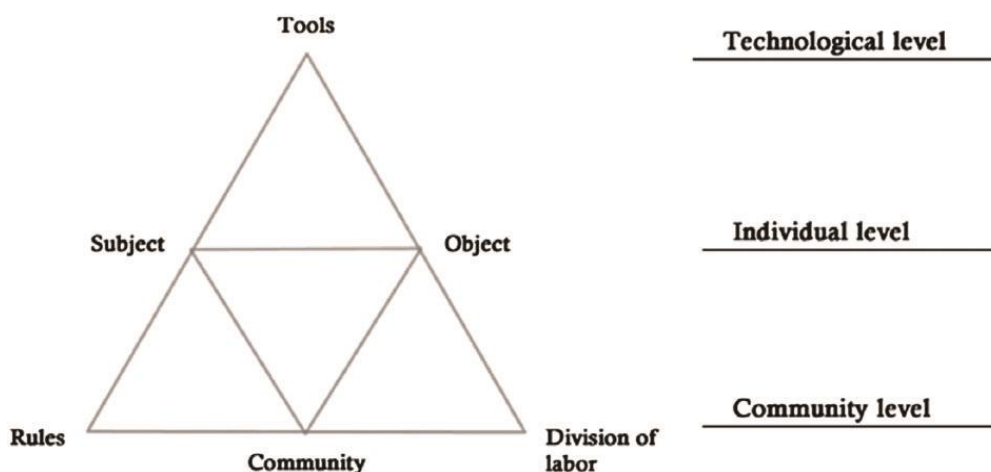 Tools
Technological level
Subject
Object
Individual level
Rules
Community
Division of
labor
Community level